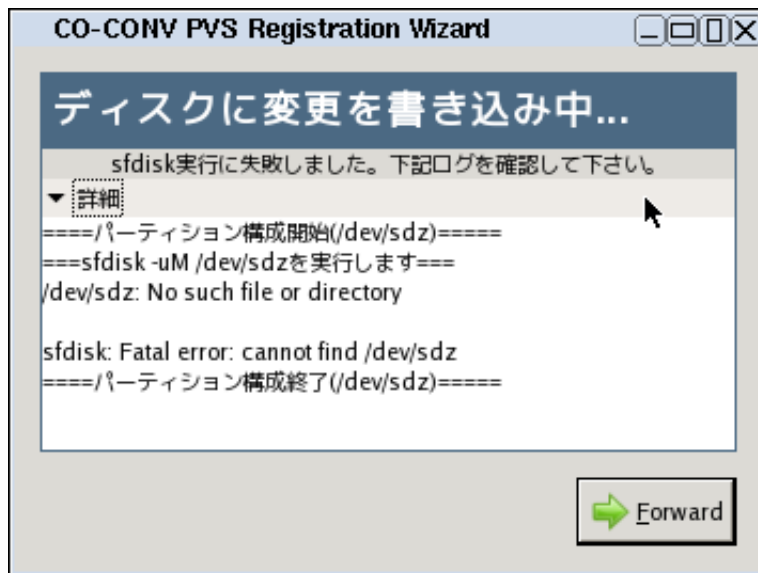 CO-CONV PVS Registration Wizard
ディスクに変更を書き込み中...
sfdisk実行に失敗しました。下記ログを確認して下さい。
詳細
====パーティション構成開始(/dev/sdz)=====
===sfdisk -uM /dev/sdzを実行します===
/dev/sdz: No such file or directory
sfdisk: Fatal error: cannot find /dev/sdz
====パーティション構成終了(/dev/sdz)=====
Forward